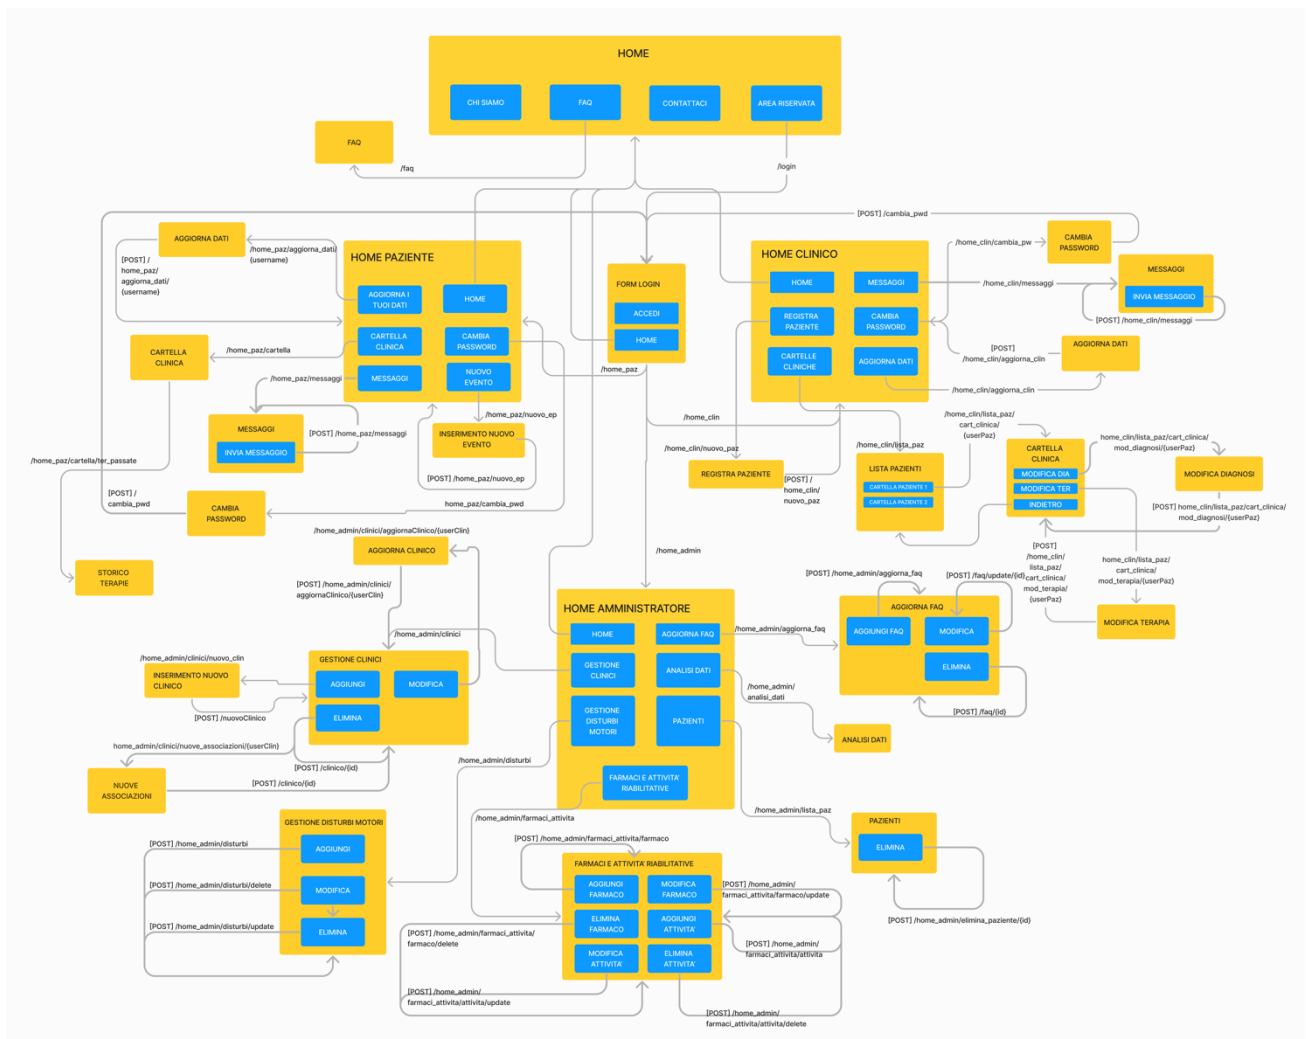 HOME
CHI SIAMO
FAQ
CONTATTACI
AREA RISERVATA
FAQ
/faq
/login
[POST] /cambia_pwd
AGGIORNA DATI
/home_paz/aggiorna_dati/
{username}
[POST] /
home_paz/
aggiorna_dati/
{username}
HOME PAZIENTE
AGGIORNA I
TUOI DATI
HOME
CARTELLA
CLINICA
CAMBIA
PASSWORD
MESSAGGI
NUOVO
EVENTO
FORM LOGIN
ACCEDI
HOME
HOME CLINICO
HOME
MESSAGGI
REGISTRA
PAZIENTE
CAMBIA
PASSWORD
CARTELLE
CLINICHE
AGGIORNA DATI
/home_clin/cambia_pw
CAMBIA
PASSWORD
MESSAGGI
INVIA MESSAGGIO
/home_clin/messaggi
[POST] /home_clin/messaggi
[POST]
/home_clin/aggiorna_clin
AGGIORNA DATI
/home_clin/aggiorna_clin
CARTELLA
CLINICA
/home_paz/cartella
/home_paz/messaggi
/home_paz
MESSAGGI
INVIA MESSAGGIO
[POST] /home_paz/messaggi
/home_paz/nuovo_ep
INSERIMENTO NUOVO
EVENTO
[POST] /home_paz/nuovo_ep
/home_paz/cartella/ter_passate
[POST] /
cambia_pwd
CAMBIA
PASSWORD
home_paz/cambia_pwd
STORICO
TERAPIE
/home_clin
/home_clin/nuovo_paz
REGISTRA PAZIENTE
[POST] /
home_clin/
nuovo_paz
/home_clin/lista_paz
LISTA PAZIENTI
CARTELLA PAZIENTE 1
CARTELLA PAZIENTE 2
/home_clin/lista_paz/
cart_clinica/
{userPaz}
CARTELLA
CLINICA
MODIFICA DIA
MODIFICA TER
INDIETRO
home_clin/lista_paz/cart_clinica/
mod_diagnosi/{userPaz}
MODIFICA DIAGNOSI
[POST] home_clin/lista_paz/cart_clinica/
mod_diagnosi/{userPaz}
[POST]
/home_clin/
lista_paz/
cart_clinica/
mod_terapia/
{userPaz}
home_clin/lista_paz/
cart_clinica/
mod_terapia/{userPaz}
MODIFICA TERAPIA
/home_admin
/home_admin/clinici/aggiornaClinico/{userClin}
AGGIORNA CLINICO
[POST] /home_admin/clinici/
aggiornaClinico/{userClin}
/home_admin/clinici
GESTIONE CLINICI
AGGIUNGI
MODIFICA
ELIMINA
/home_admin/clinici/nuovo_clin
INSERIMENTO NUOVO
CLINICO
[POST] /nuovoClinico
home_admin/clinici/nuove_associazioni/{userClin}
[POST] /clinico/{id}
[POST] /clinico/{id}
NUOVE
ASSOCIAZIONI
HOME AMMINISTRATORE
HOME
AGGIORNA FAQ
GESTIONE
CLINICI
ANALISI DATI
GESTIONE
DISTURBI
MOTORI
PAZIENTI
FARMACI E ATTIVITA'
RIABILITATIVE
/home_admin/aggiorna_faq
[POST] /home_admin/aggiorna_faq
[POST] /faq/update/{id}
AGGIORNA FAQ
AGGIUNGI FAQ
MODIFICA
ELIMINA
[POST] /faq/{id}
/home_admin/
analisi_dati
ANALISI DATI
/home_admin/disturbi
/home_admin/farmaci_attivita
/home_admin/lista_paz
PAZIENTI
ELIMINA
[POST] /home_admin/elimina_paziente/{id}
GESTIONE DISTURBI MOTORI
AGGIUNGI
MODIFICA
ELIMINA
[POST] /home_admin/disturbi
[POST] /home_admin/disturbi/delete
[POST] /home_admin/disturbi/update
[POST] /home_admin/farmaci_attivita/farmaco
FARMACI E ATTIVITA' RIABILITATIVE
AGGIUNGI
FARMACO
MODIFICA
FARMACO
ELIMINA
FARMACO
AGGIUNGI
ATTIVITA'
MODIFICA
ATTIVITA'
ELIMINA
ATTIVITA'
[POST] /home_admin/
farmaci_attivita/farmaco/update
[POST] /home_admin/farmaci_attivita/
farmaco/delete
[POST] /home_admin/
farmaci_attivita/attivita
[POST] /home_admin/
farmaci_attivita/attivita/update
[POST] /home_admin/
farmaci_attivita/attivita/delete